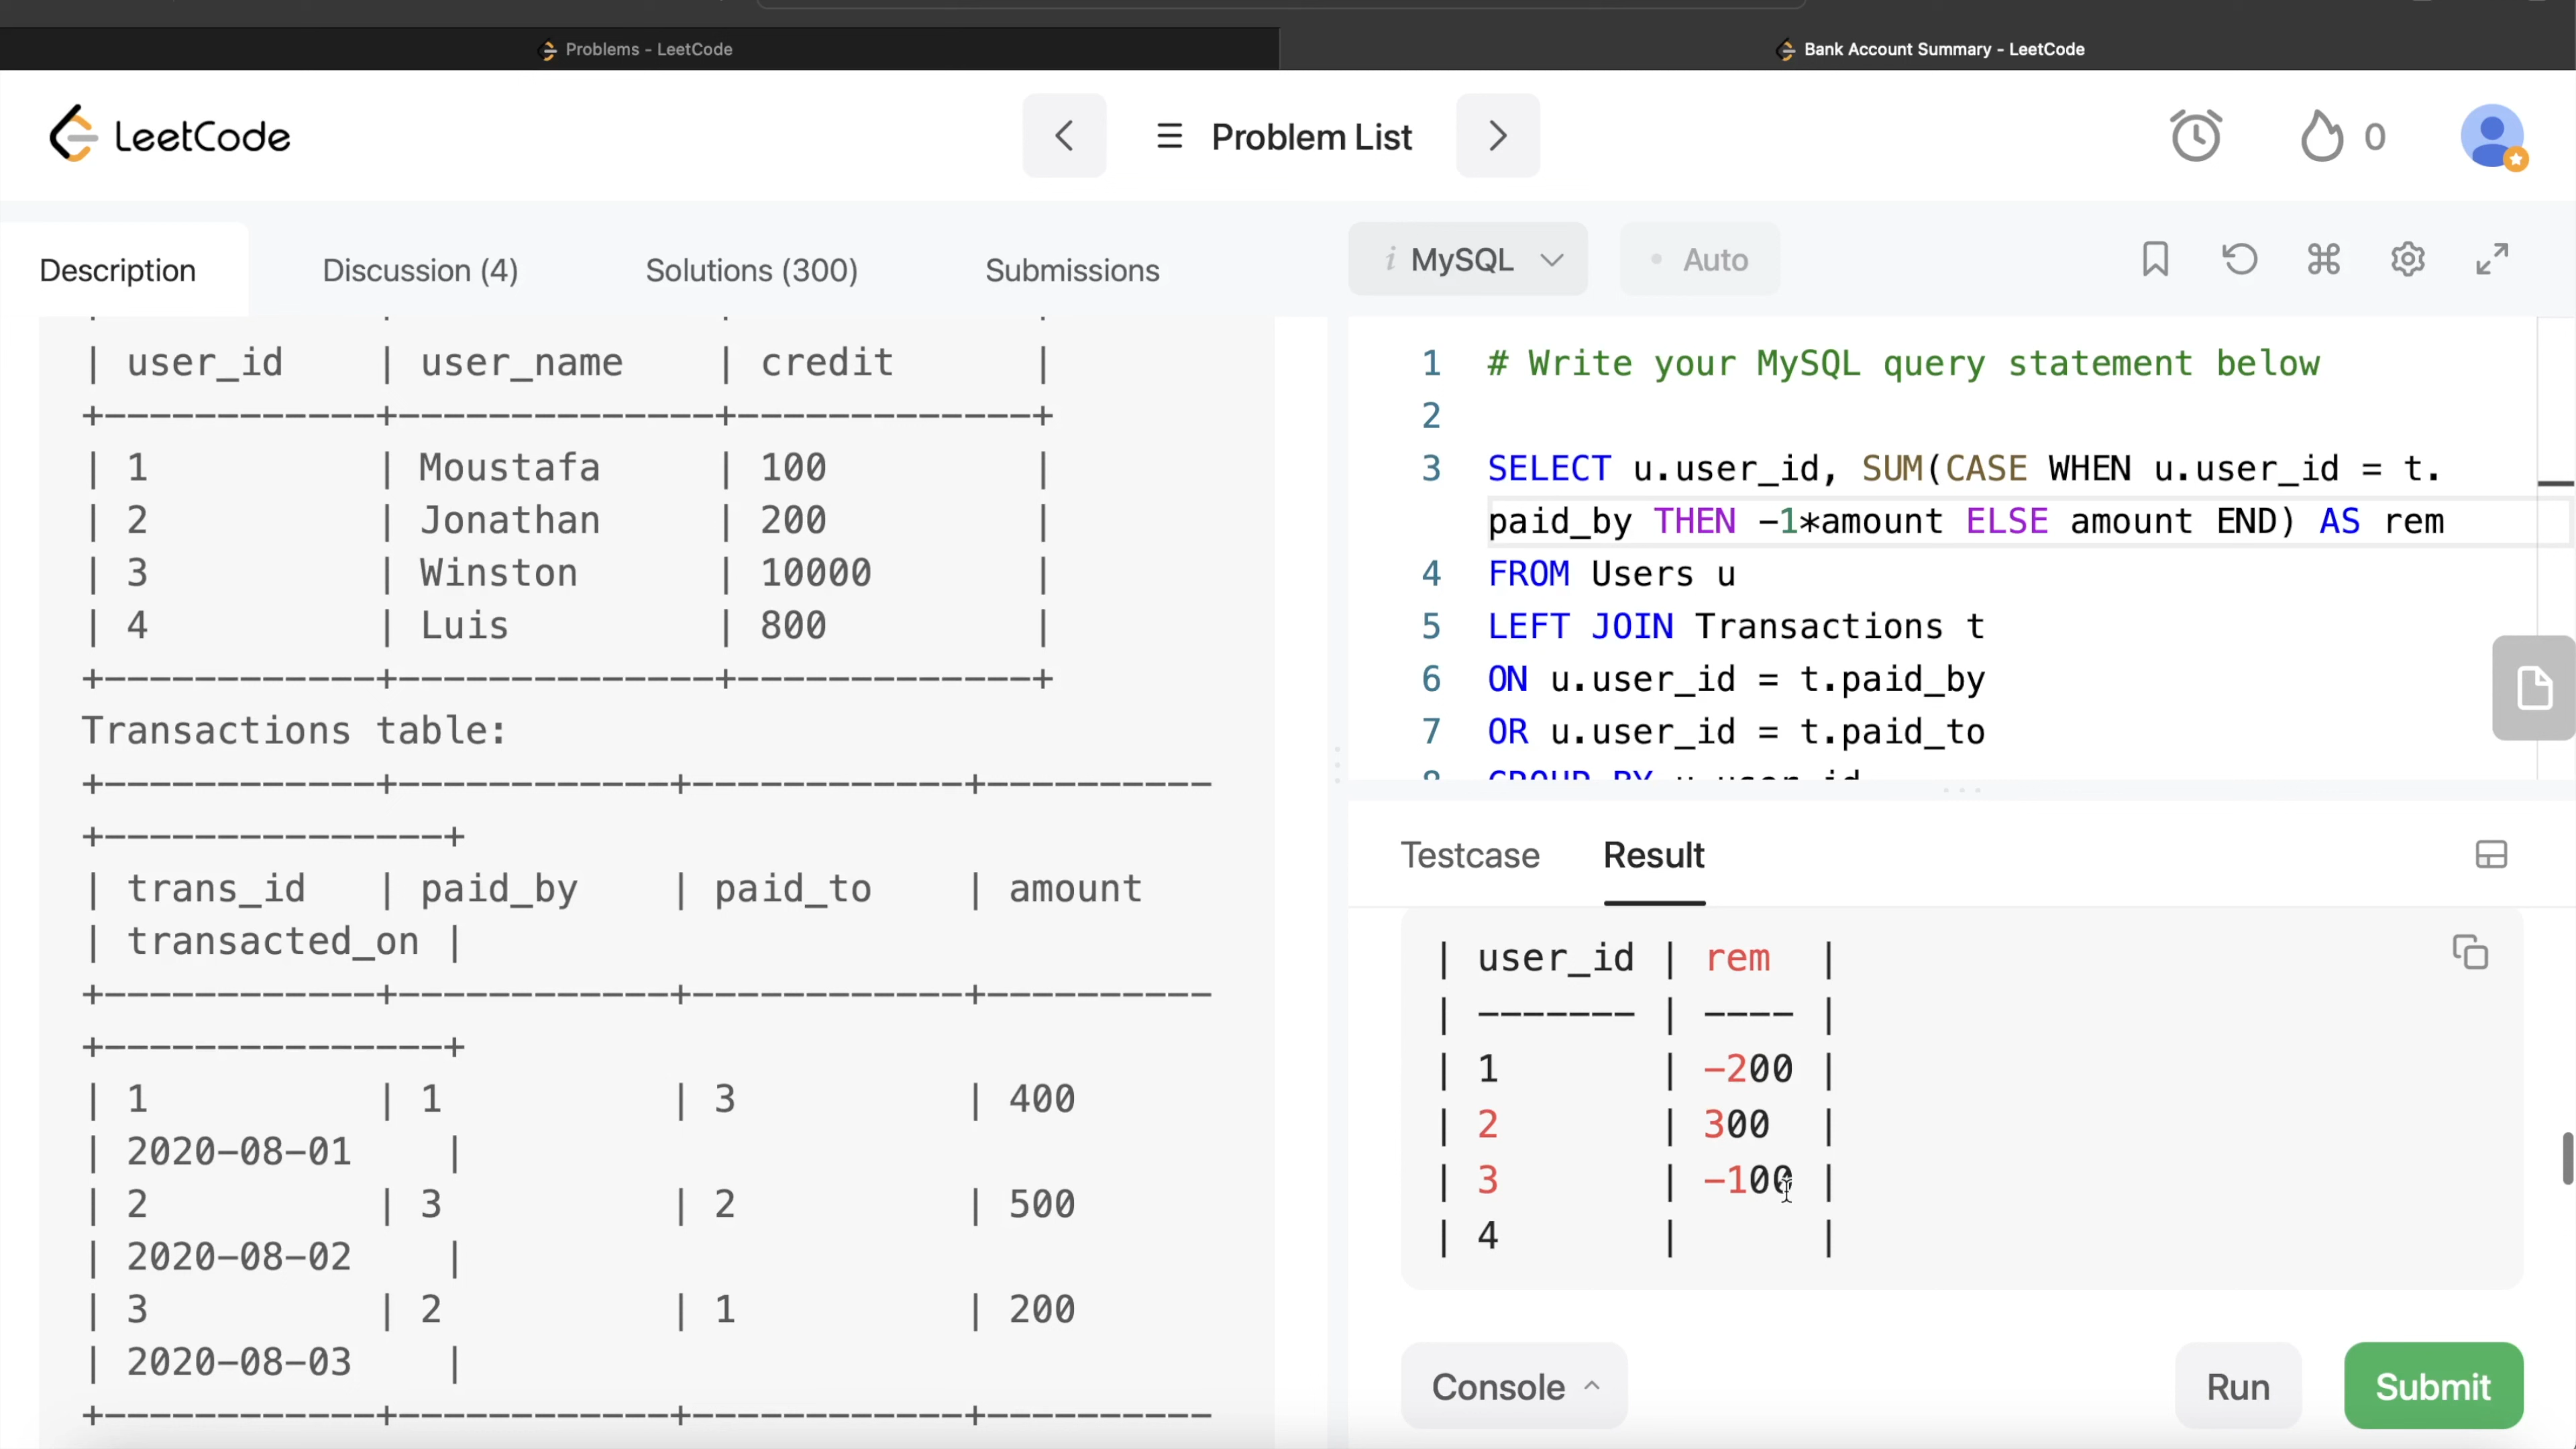 Problems - LeetCode
Bank Account Summary - LeetCode
LeetCode
Problem List
0
Description
Discussion (4)
Solutions (300)
Submissions
| user_id | user_name | credit |
+------------+--------------+------------+
| 1 | Moustafa | 100 |
| 2 | Jonathan | 200 |
| 3 | Winston | 10000 |
| 4 | Luis | 800 |
+------------+--------------+------------+
Transactions table:
+------------+------------+------------+----------
+---------------+
| trans_id | paid_by | paid_to | amount
| transacted_on |
+------------+------------+------------+----------
+---------------+
| 1 | 1 | 3 | 400
| 2020-08-01 |
| 2 | 3 | 2 | 500
| 2020-08-02 |
| 3 | 2 | 1 | 200
| 2020-08-03 |
+------------+------------+------------+----------
i MySQL
Auto
1 # Write your MySQL query statement below
2
3 SELECT u.user_id, SUM(CASE WHEN u.user_id = t.
paid_by THEN -1*amount ELSE amount END) AS rem
4 FROM Users u
5 LEFT JOIN Transactions t
6 ON u.user_id = t.paid_by
7 OR u.user_id = t.paid_to
8 GROUP BY u.user_id
Testcase
Result
| user_id | rem |
| ------- | ---- |
| 1 | -200 |
| 2 | 300 |
| 3 | -100 |
| 4 | |
Console
Run
Submit